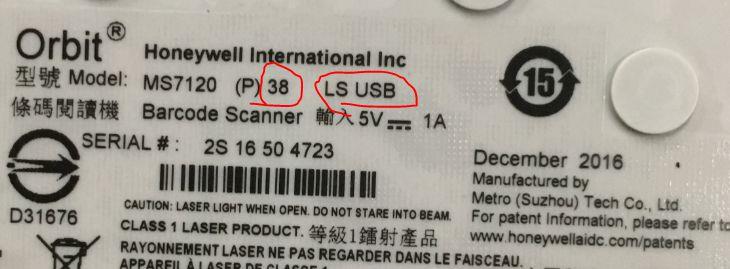 Orbit® Honeywell International Inc
型號 Model: MS7120 (P) 38 LS USB
條碼閱讀機 Barcode Scanner 輸入 5V 1A
SERIAL # : 2S 16 50 4723
15
December 2016
Manufactured by
Metro (Suzhou) Tech Co., Ltd.
For patent Information, please refer to
www.honeywellaidc.com/patents
D31676
CAUTION: LASER LIGHT WHEN OPEN. DO NOT STARE INTO BEAM.
CLASS 1 LASER PRODUCT. 等級1鐳射產品
RAYONNEMENT LASER NE PAS REGARDER DANS LE FAISCEAU.
APPAREIL À LASER DE CLASSE 1